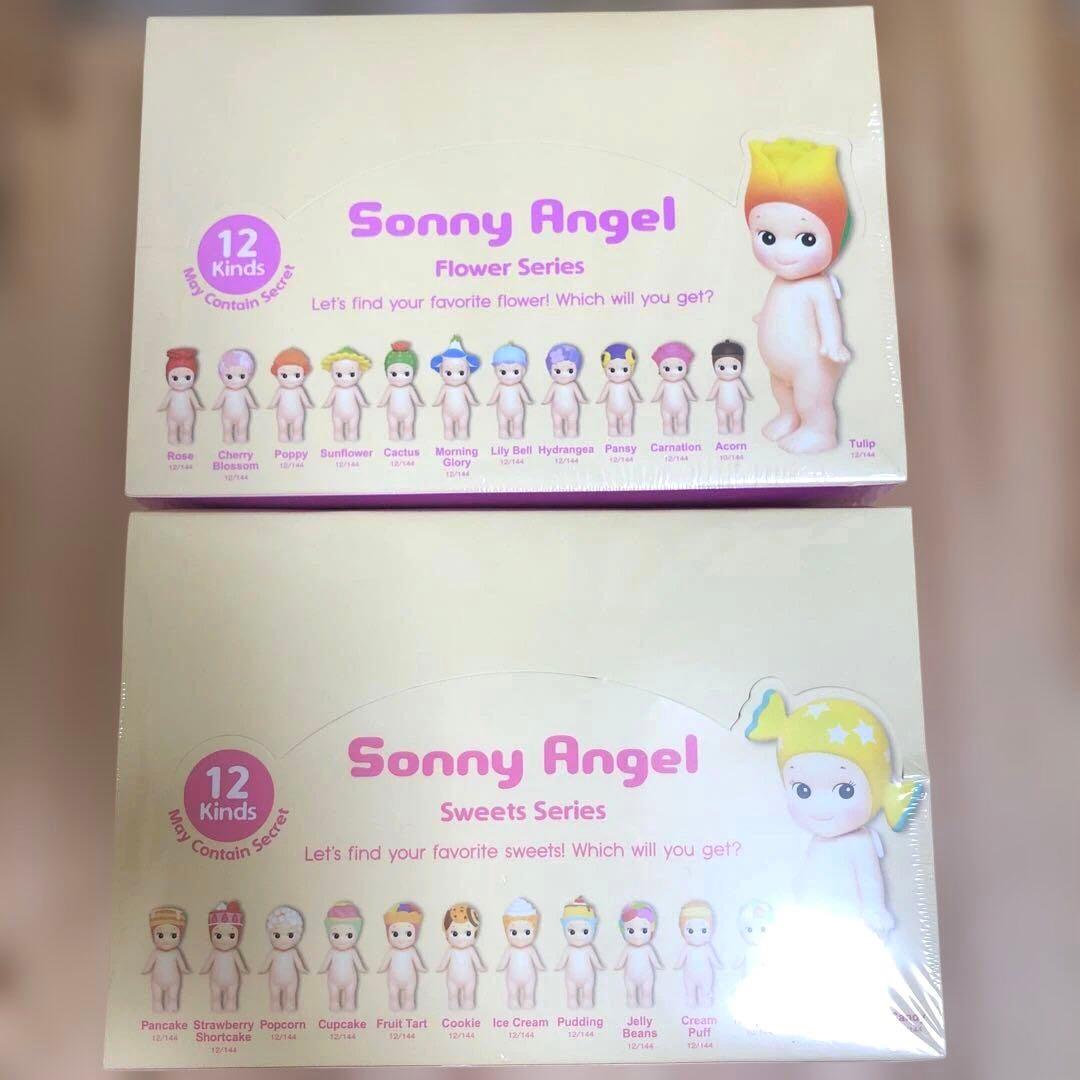 Sonny Angel
Flower Series
12
Kinds
May Contain Secret
Let's find your favorite flower! Which will you get?
Rose
12/144
Cherry
Blossom
12/144
Poppy
12/144
Sunflower
12/144
Cactus
12/144
Morning
Glory
12/144
Lily Bell
12/144
Hydrangea
12/144
Pansy
12/144
Carnation
12/144
Acorn
10/144
Tulip
12/144
Sonny Angel
12
Kinds
May Contain Secret
Sweets Series
Let's find your favorite sweets! Which will you get?
Pancake
12/144
Strawberry
Shortcake
12/144
Popcorn
12/144
Cupcake
12/144
Fruit Tart
12/144
Cookie
12/144
Ice Cream
12/144
Pudding
12/144
Jelly
Beans
12/144
Cream
Puff
12/144